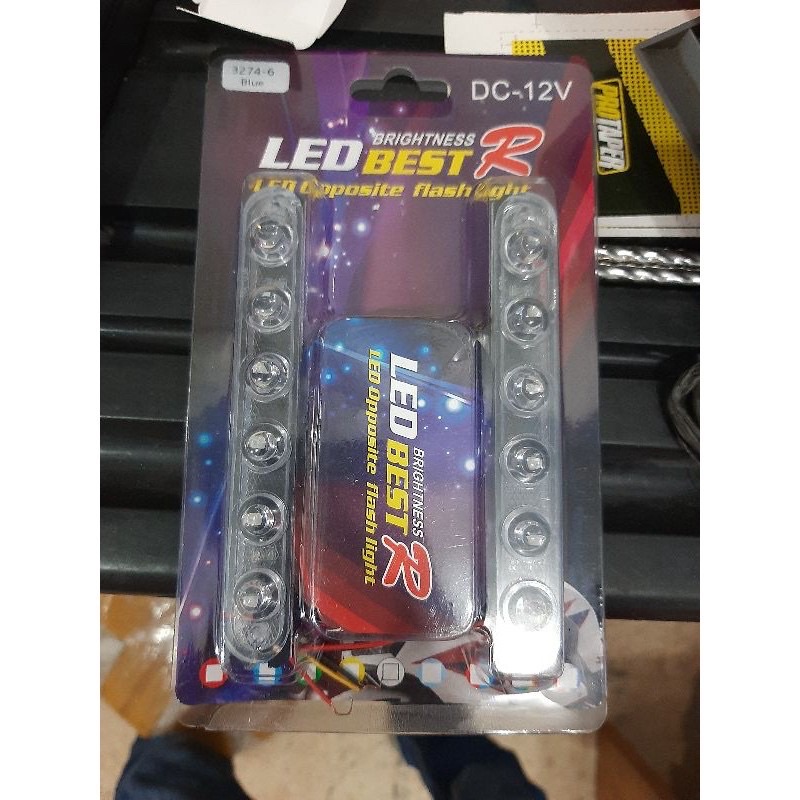 3274-6
Blue
DC-12V
BRIGHTNESS
LED BEST R
LED Opposite flash light
PROTAPER
LED BEST R
BRIGHTNESS
LED Opposite flash light